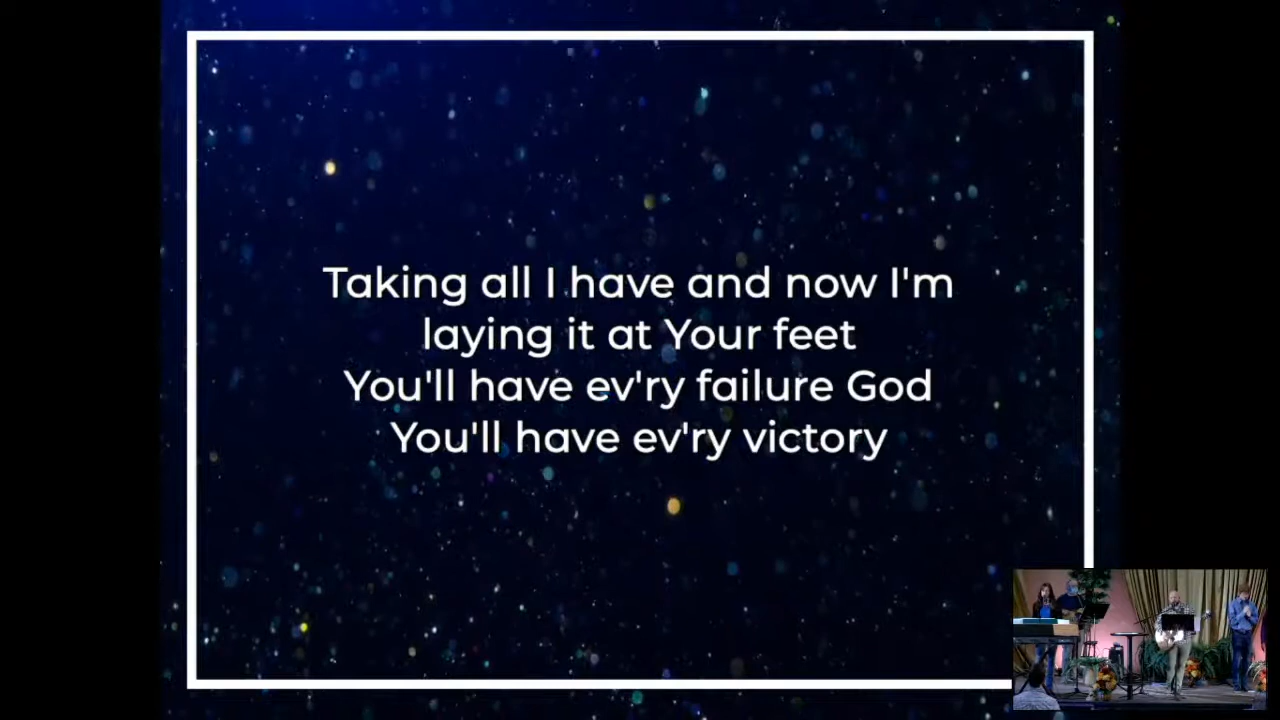 Taking all I have and now I'm
laying it at Your feet
You'll have ev'ry failure God
You'll have ev'ry victory